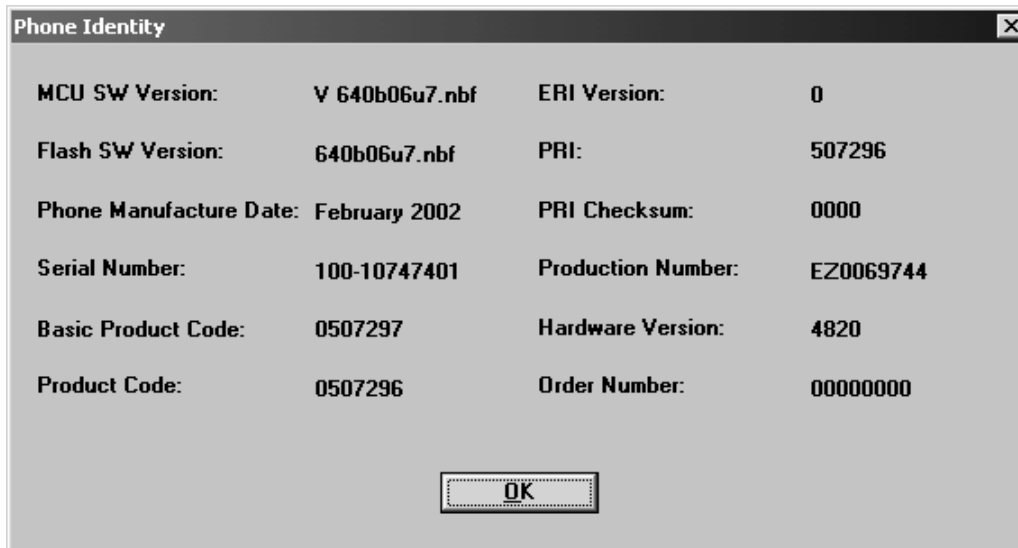 Phone Identity
MCU SW Version: V 640b06u7.nbf ERI Version: 0
Flash SW Version: 640b06u7.nbf PRI: 507296
Phone Manufacture Date: February 2002 PRI Checksum: 0000
Serial Number: 100-10747401 Production Number: EZ0069744
Basic Product Code: 0507297 Hardware Version: 4820
Product Code: 0507296 Order Number: 00000000
OK